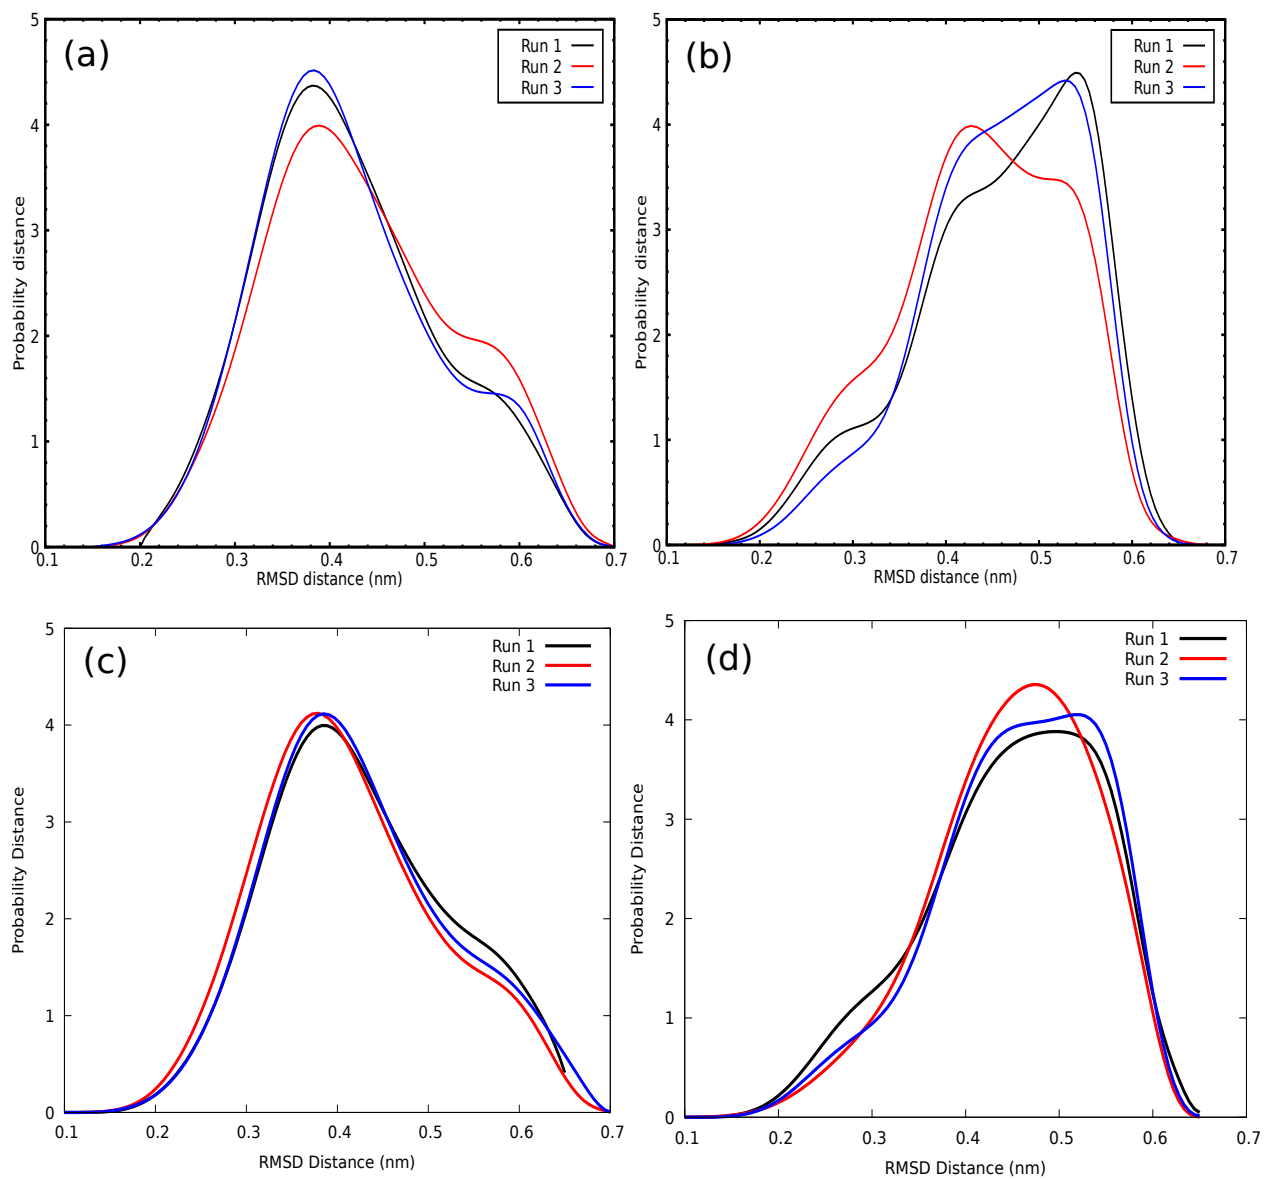 (a)
Run 1
Run 2
Run 3
Probability distance
5
4
3
2
1
0
0.1 0.2 0.3 0.4 0.5 0.6 0.7
RMSD distance (nm)
(b)
Run 1
Run 2
Run 3
Probability distance
5
4
3
2
1
0
0.1 0.2 0.3 0.4 0.5 0.6 0.7
RMSD distance (nm)
(c)
Run 1
Run 2
Run 3
Probability Distance
5
4
3
2
1
0
0.1 0.2 0.3 0.4 0.5 0.6 0.7
RMSD Distance (nm)
(d)
Run 1
Run 2
Run 3
Probability Distance
5
4
3
2
1
0
0.1 0.2 0.3 0.4 0.5 0.6 0.7
RMSD Distance (nm)